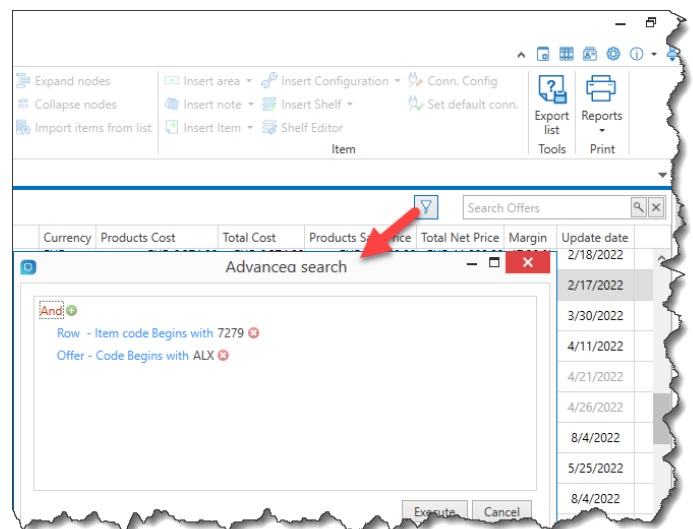 Expand nodes
Insert area
Insert Configuration
Conn. Config
Collapse nodes
Insert note
Insert Shelf
Set default conn.
Import items from list
Insert Item
Shelf Editor
Export list
Reports
Item
Tools
Print
Search Offers
Currency Products Cost Total Cost Products Total Net Price Margin Update date
2/18/2022
Advanced search
2/17/2022
And
3/30/2022
Row - Item code Begins with 7279
4/11/2022
Offer - Code Begins with ALX
4/21/2022
4/26/2022
8/4/2022
5/25/2022
8/4/2022
Execute Cancel